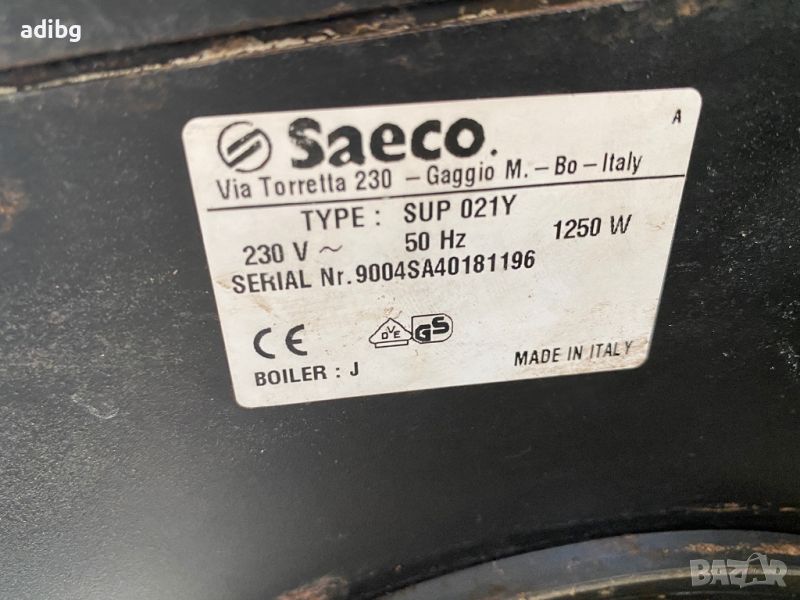 adibg
A
Saeco.
Via Torretta 230 – Gaggio M. – Bo – Italy
TYPE : SUP 021Y
230 V ~ 50 Hz 1250 W
SERIAL Nr. 9004SA40181196
CE
DVE GS
BOILER : J
MADE IN ITALY
BAZAR